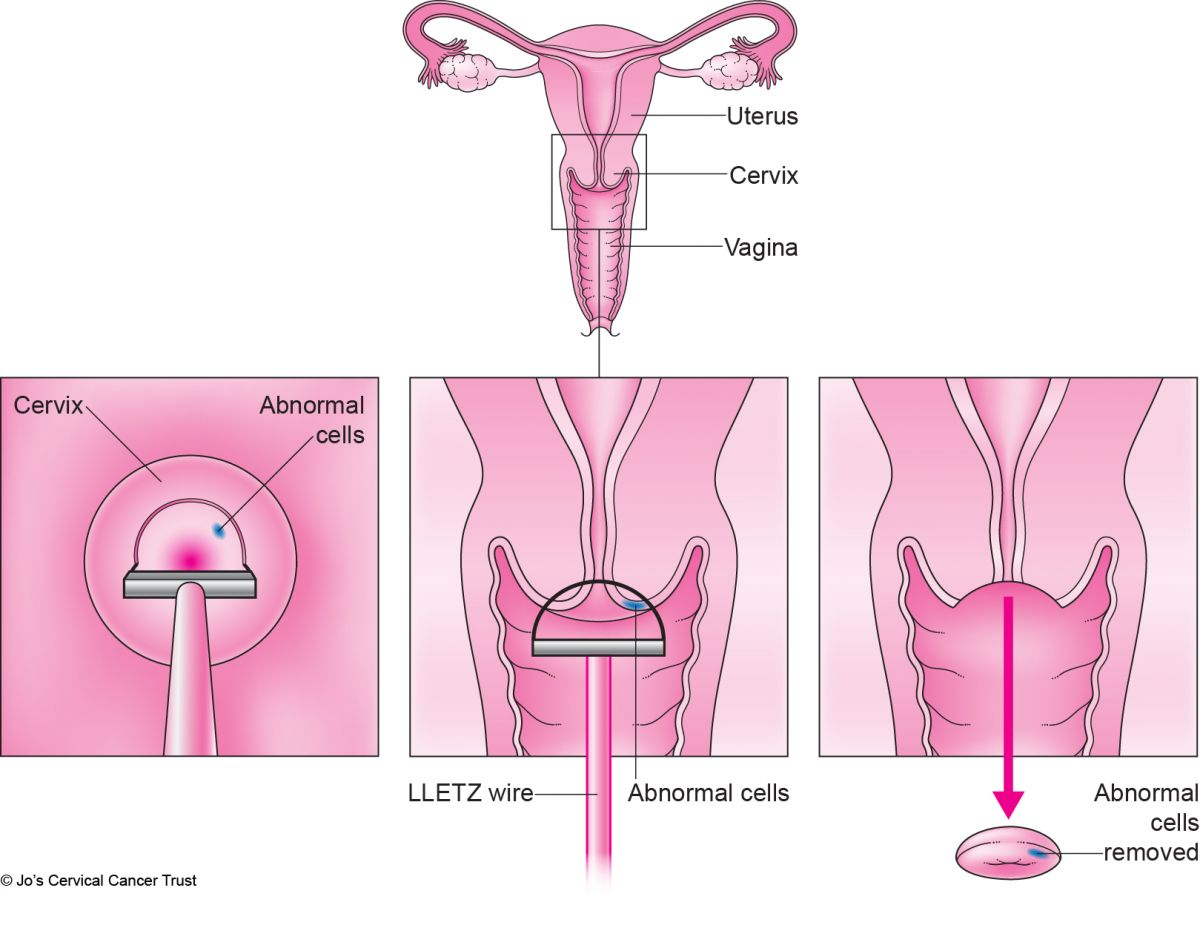 Uterus
Cervix
Vagina
Cervix
Abnormal
cells
LLETZ wire
Abnormal cells
Abnormal
cells
removed
© Jo's Cervical Cancer Trust